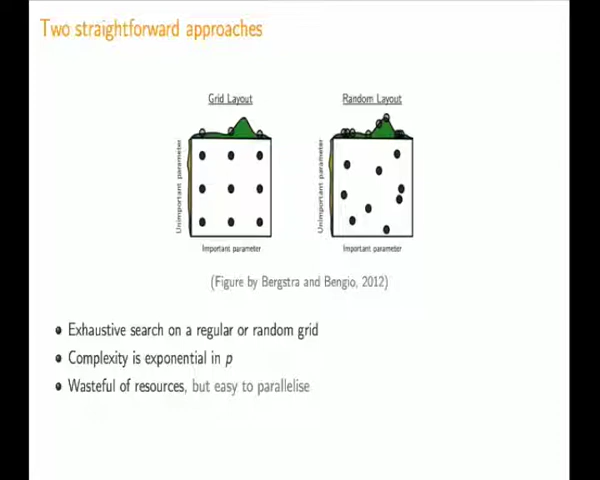 Two straightforward approaches
Grid Layout
Random Layout
Unimportant parameter
Unimportant parameter
Important parameter
Important parameter
(Figure by Bergstra and Bengio, 2012)
Exhaustive search on a regular or random grid
Complexity is exponential in p
Wasteful of resources, but easy to parallelise